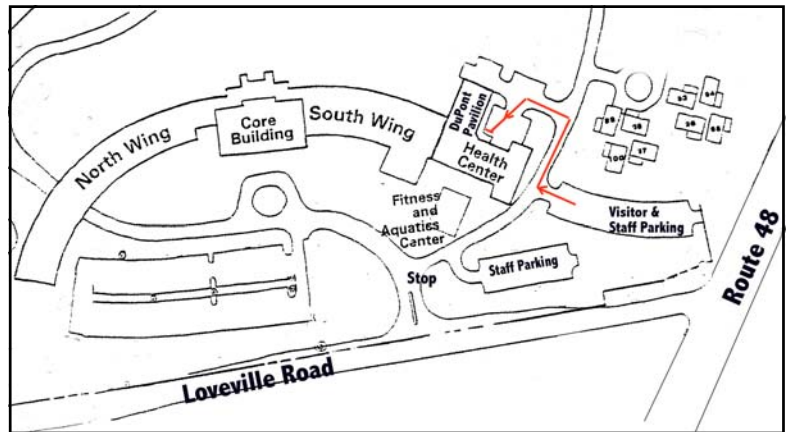 North Wing
Core
Building
South Wing
DuPont
Pavilion
Health
Center
Fitness
and
Aquatics
Center
Stop
Staff Parking
Visitor &
Staff Parking
Route 48
Loveville Road